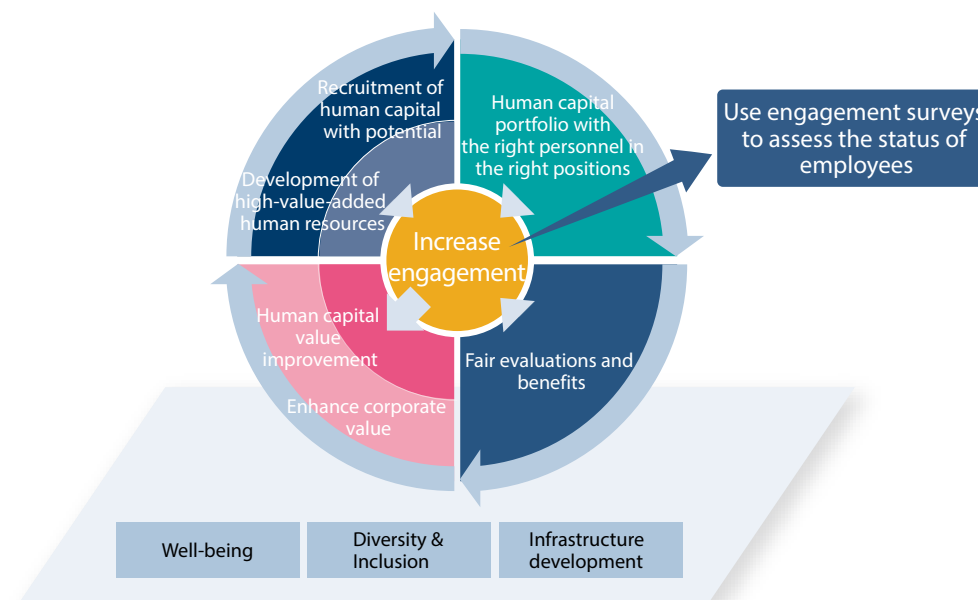 Recruitment of
human capital
with potential
Development of
high-value-added
human resources
Human capital
portfolio with
the right personnel in
the right positions
Use engagement surveys
to assess the status of
employees
Increase
engagement
Human capital
value
improvement
Enhance corporate
value
Fair evaluations and
benefits
Well-being
Diversity &
Inclusion
Infrastructure
development